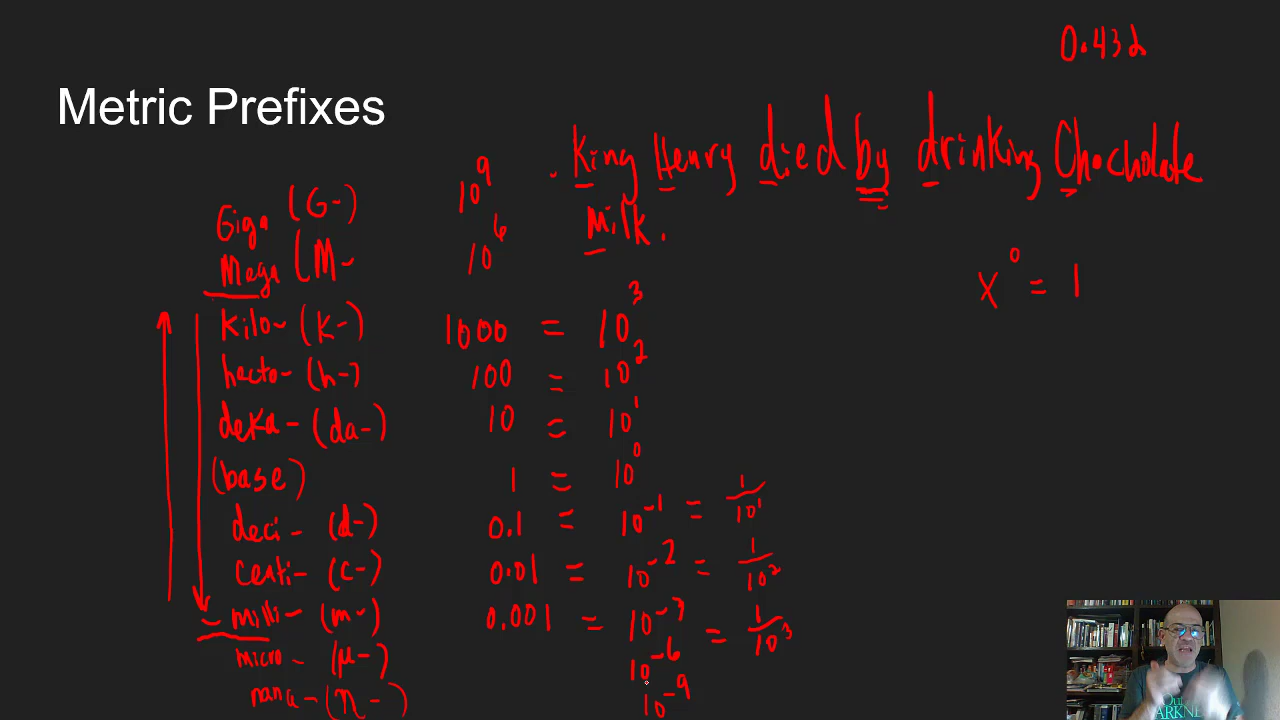 0.432
Metric Prefixes
. King Henry died by drinking Chocholate
Milk.
Giga (G-) 10^9
Mega (M- 10^6
x^0 = 1
kilo- (k-) 1000 = 10^3
hecto- (h-) 100 = 10^2
deKa- (da-) 10 = 10^1
(base) 1 = 10^0
deci- (d-) 0.1 = 10^-1 = 1/10^1
centi- (c-) 0.01 = 10^-2 = 1/10^2
milli- (m-) 0.001 = 10^-3 = 1/10^3
micro- (μ-) 10^-6
nana- (n-) 10^-9